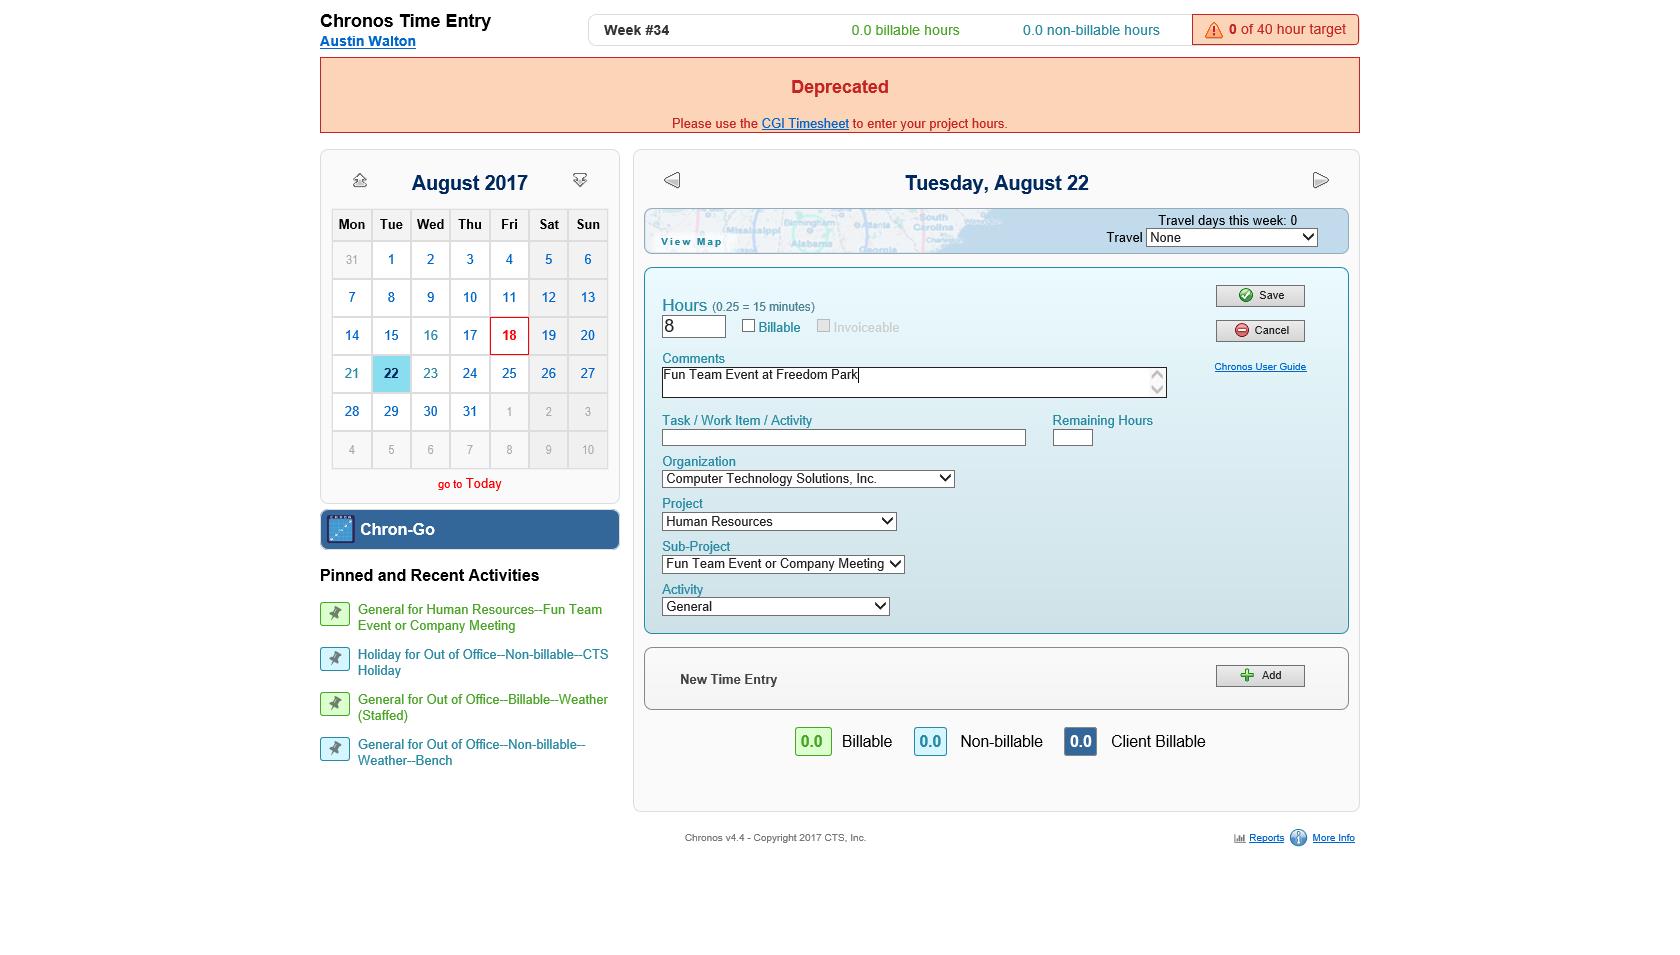 Chronos Time Entry
Austin Walton
Week #34
0.0 billable hours
0.0 non-billable hours
0 of 40 hour target
Deprecated
Please use the CGI Timesheet to enter your project hours.
August 2017
Mon Tue Wed Thu Fri Sat Sun
31 1 2 3 4 5 6
7 8 9 10 11 12 13
14 15 16 17 18 19 20
21 22 23 24 25 26 27
28 29 30 31 1 2 3
4 5 6 7 8 9 10
go to Today
Chron-Go
Pinned and Recent Activities
General for Human Resources--Fun Team
Event or Company Meeting
Holiday for Out of Office--Non-billable--CTS
Holiday
General for Out of Office--Billable--Weather
(Staffed)
General for Out of Office--Non-billable--
Weather--Bench
Tuesday, August 22
Mississippi
Birmingham
Alabama
Atlanta
Georgia
South
Carolina
View Map
Travel days this week: 0
Travel None
Hours (0.25 = 15 minutes)
8 Billable Invoiceable
Save
Cancel
Chronos User Guide
Comments
Fun Team Event at Freedom Park
Task / Work Item / Activity
Remaining Hours
Organization
Computer Technology Solutions, Inc.
Project
Human Resources
Sub-Project
Fun Team Event or Company Meeting
Activity
General
New Time Entry
Add
0.0 Billable 0.0 Non-billable 0.0 Client Billable
Chronos v4.4 - Copyright 2017 CTS, Inc.
Reports More Info